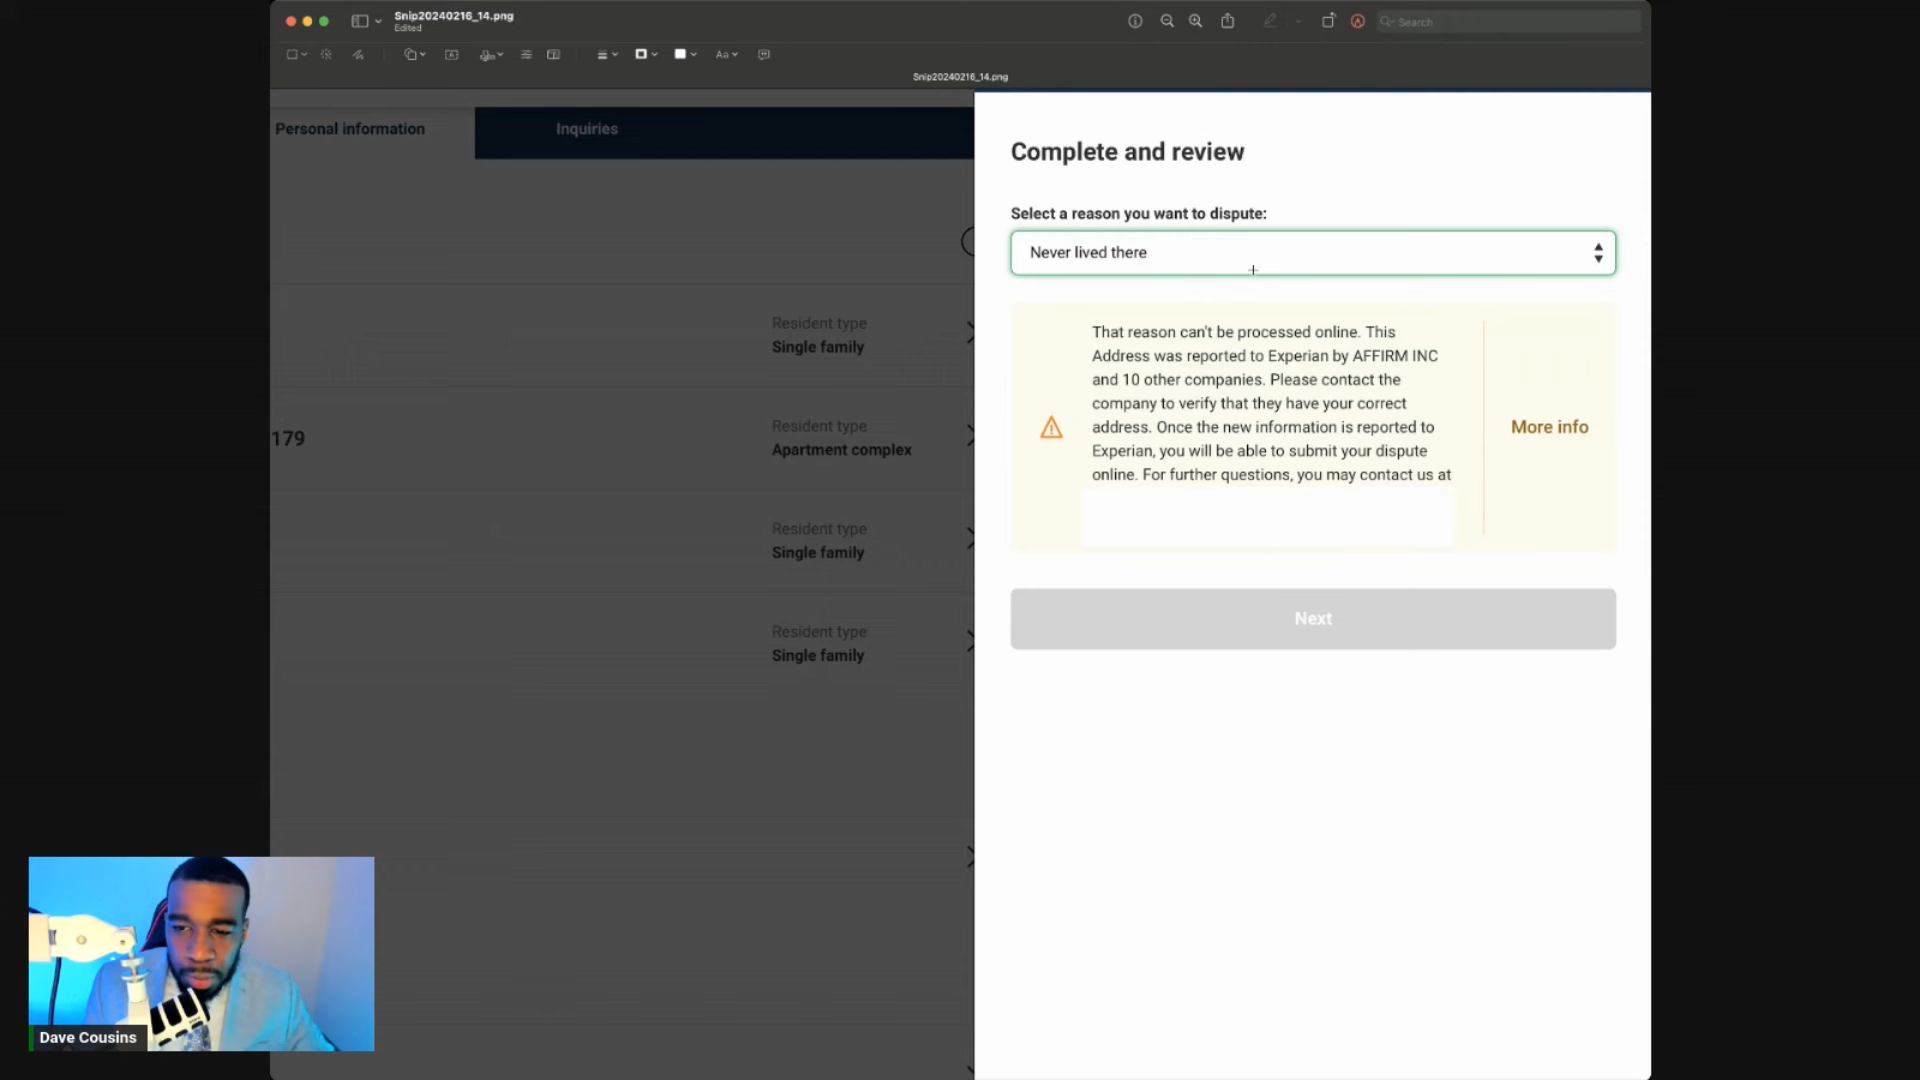 Snip20240216_14.png
Edited
Search
Aa
Snip20240216_14.png
Personal information
Inquiries
Resident type
Single family
179
Resident type
Apartment complex
Resident type
Single family
Resident type
Single family
Complete and review
Select a reason you want to dispute:
Never lived there
That reason can't be processed online. This
Address was reported to Experian by AFFIRM INC
and 10 other companies. Please contact the
company to verify that they have your correct
address. Once the new information is reported to
Experian, you will be able to submit your dispute
online. For further questions, you may contact us at
More info
Next
Dave Cousins